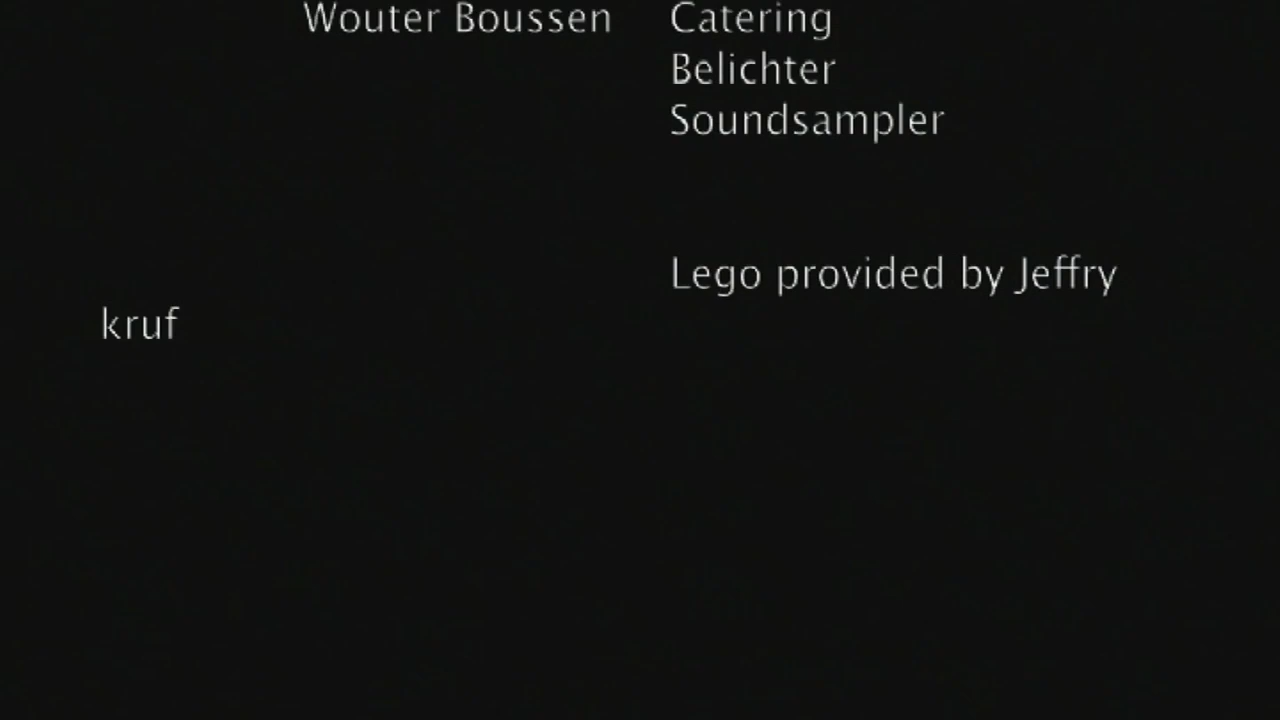 Wouter Boussen Catering
Belichter
Soundsampler
Lego provided by Jeffry
kruf